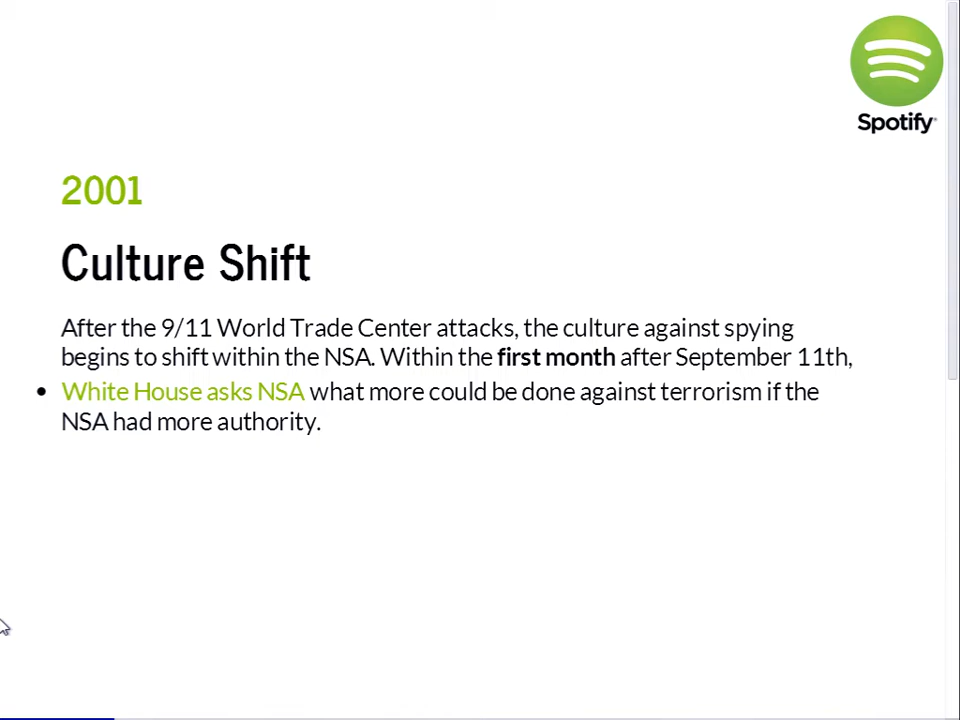 Spotify
2001
Culture Shift
After the 9/11 World Trade Center attacks, the culture against spying
begins to shift within the NSA. Within the first month after September 11th,
• White House asks NSA what more could be done against terrorism if the
NSA had more authority.